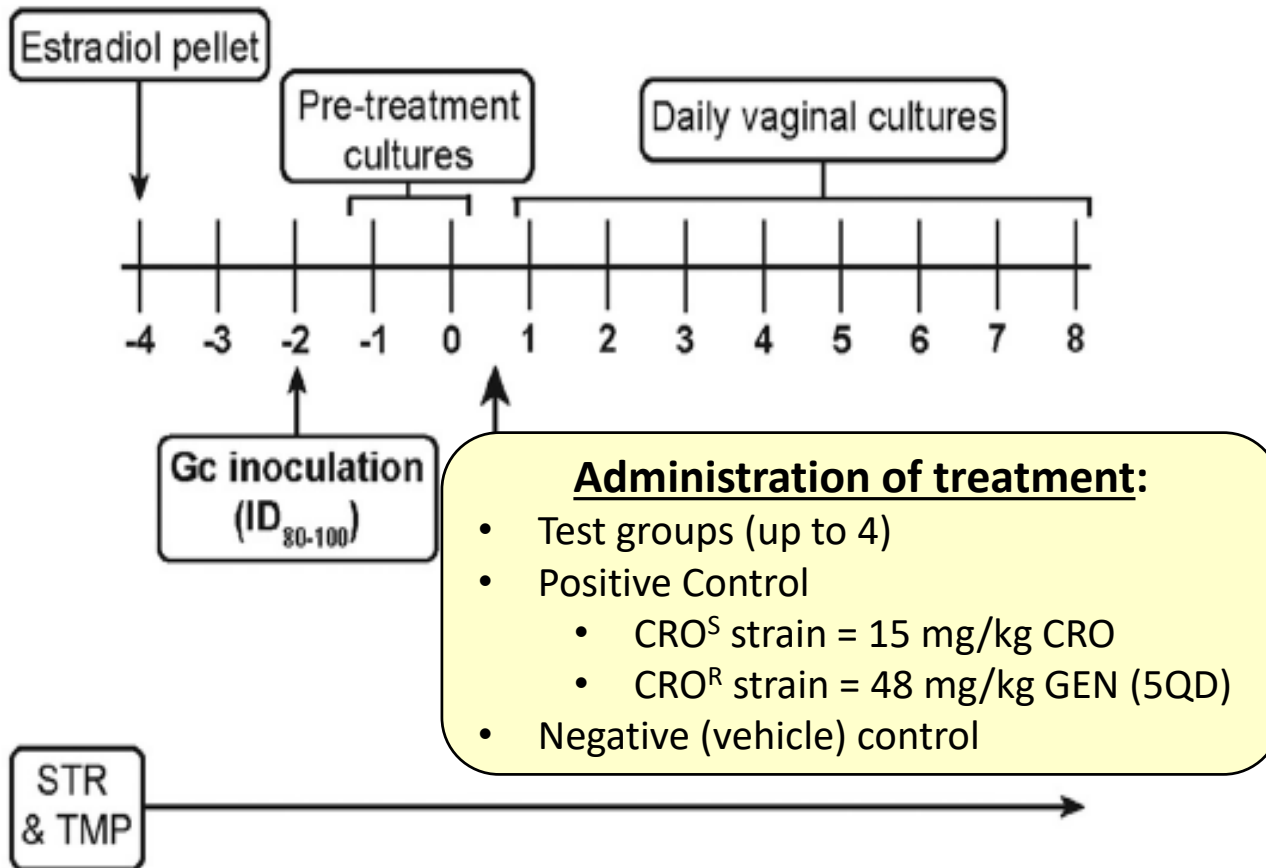 Estradiol pellet
Pre-treatment
cultures
Daily vaginal cultures
-4 -3 -2 -1 0 1 2 3 4 5 6 7 8
Gc inoculation
(ID80-100)
Administration of treatment:
• Test groups (up to 4)
• Positive Control
• CROS strain = 15 mg/kg CRO
• CROR strain = 48 mg/kg GEN (5QD)
• Negative (vehicle) control
STR
& TMP